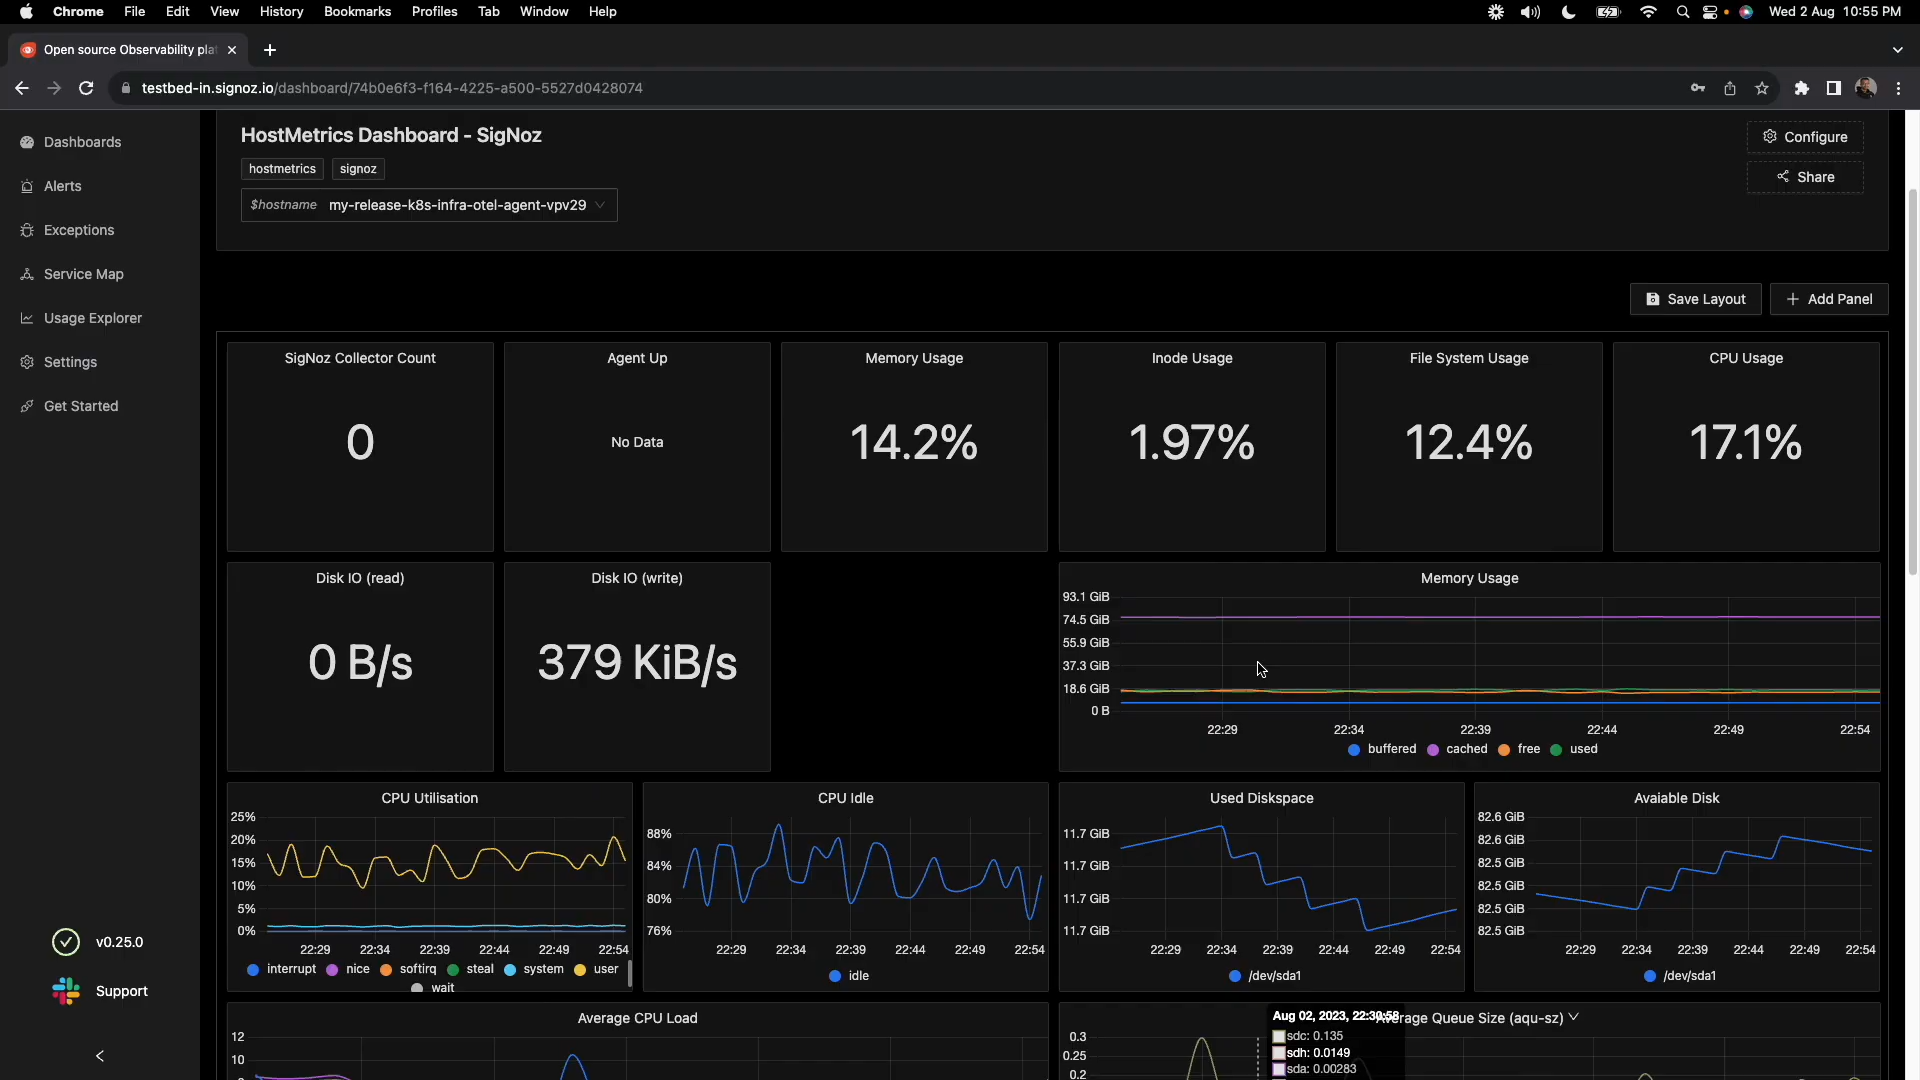 Chrome File Edit View History Bookmarks Profiles Tab Window Help Wed 2 Aug 10:55 PM
Open source Observability plat
testbed-in.signoz.io/dashboard/74b0e6f3-f164-4225-a500-5527d0428074
Dashboards
Alerts
Exceptions
Service Map
Usage Explorer
Settings
Get Started
v0.25.0
Support
HostMetrics Dashboard - SigNoz
Configure
hostmetrics signoz
Share
$hostname my-release-k8s-infra-otel-agent-vpv29
Save Layout Add Panel
SigNoz Collector Count
0
Agent Up
No Data
Memory Usage
14.2%
Inode Usage
1.97%
File System Usage
12.4%
CPU Usage
17.1%
Disk IO (read)
0 B/s
Disk IO (write)
379 KiB/s
Memory Usage
93.1 GiB
74.5 GiB
55.9 GiB
37.3 GiB
18.6 GiB
0 B
22:29 22:34 22:39 22:44 22:49 22:54
buffered cached free used
CPU Utilisation
25%
20%
15%
10%
5%
0%
22:29 22:34 22:39 22:44 22:49 22:54
interrupt nice softirq steal system user
wait
CPU Idle
88%
84%
80%
76%
22:29 22:34 22:39 22:44 22:49 22:54
idle
Used Diskspace
11.7 GiB
11.7 GiB
11.7 GiB
11.7 GiB
22:29 22:34 22:39 22:44 22:49 22:54
/dev/sda1
Avaiable Disk
82.6 GiB
82.6 GiB
82.5 GiB
82.5 GiB
82.5 GiB
82.5 GiB
22:29 22:34 22:39 22:44 22:49 22:54
/dev/sda1
Average CPU Load
12
10
Average Queue Size (aqu-sz)
0.3
0.25
0.2
Aug 02, 2023, 22:30:58
sdc: 0.135
sdh: 0.0149
sda: 0.00283